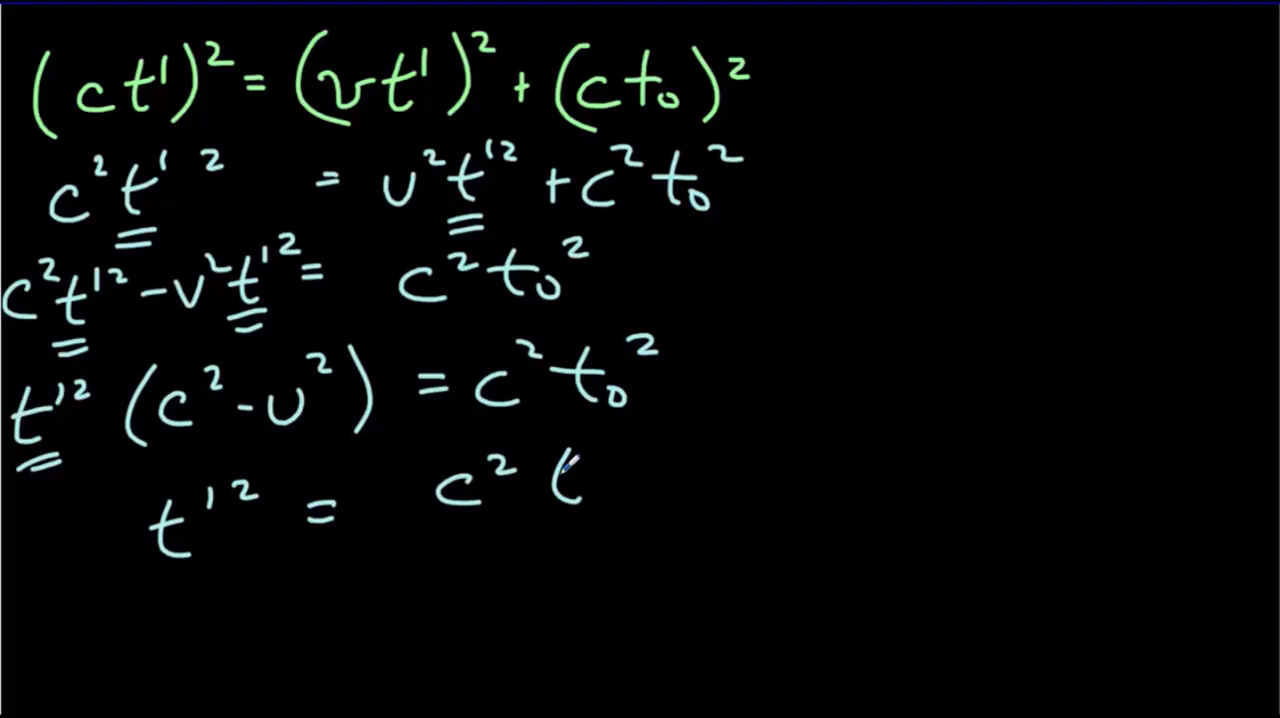 (ct')² = (vt')² + (ct₀)²
c²t'² = v²t'² + c²t₀²
c²t'² - v²t'² = c²t₀²
t'² (c² - v²) = c²t₀²
t'² = c² t